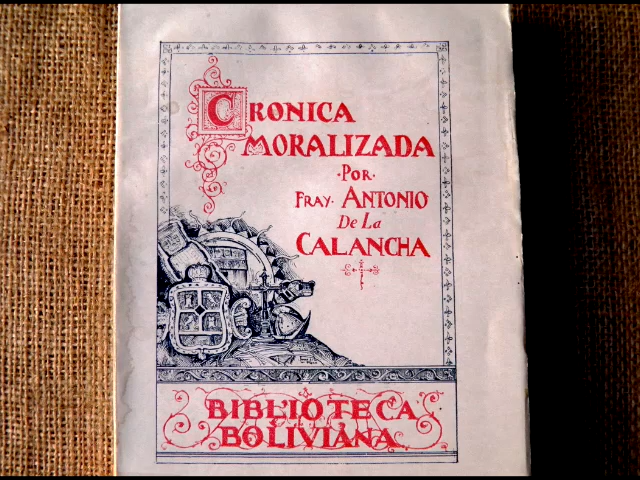 CRONICA
MORALIZADA
·POR·
FRAY· ANTONIO
De La
CALANCHA
BIBLIOTECA
BOLIVIANA